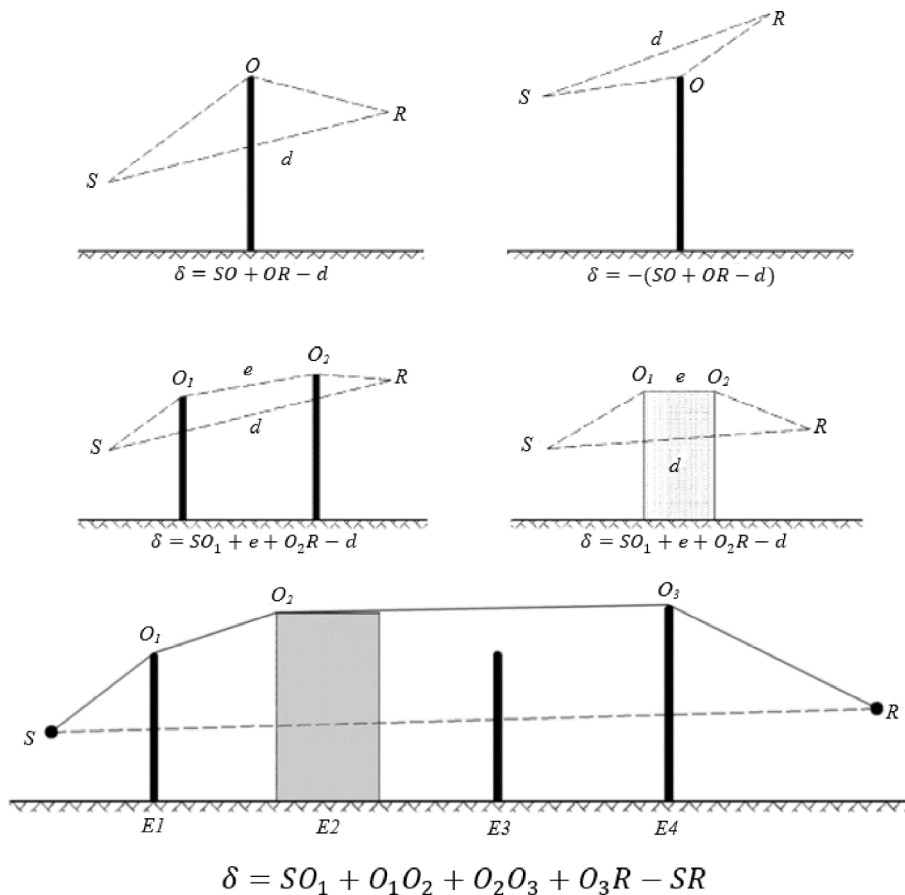 O
S
R
d
δ = SO + OR − d
R
d
S
O
δ = −(SO + OR − d)
O₁
e
O₂
R
S
d
δ = SO₁ + e + O₂R − d
O₁ e O₂
S
R
d
δ = SO₁ + e + O₂R − d
O₁
O₂
O₃
S
R
E1 E2 E3 E4
δ = SO₁ + O₁O₂ + O₂O₃ + O₃R − SR